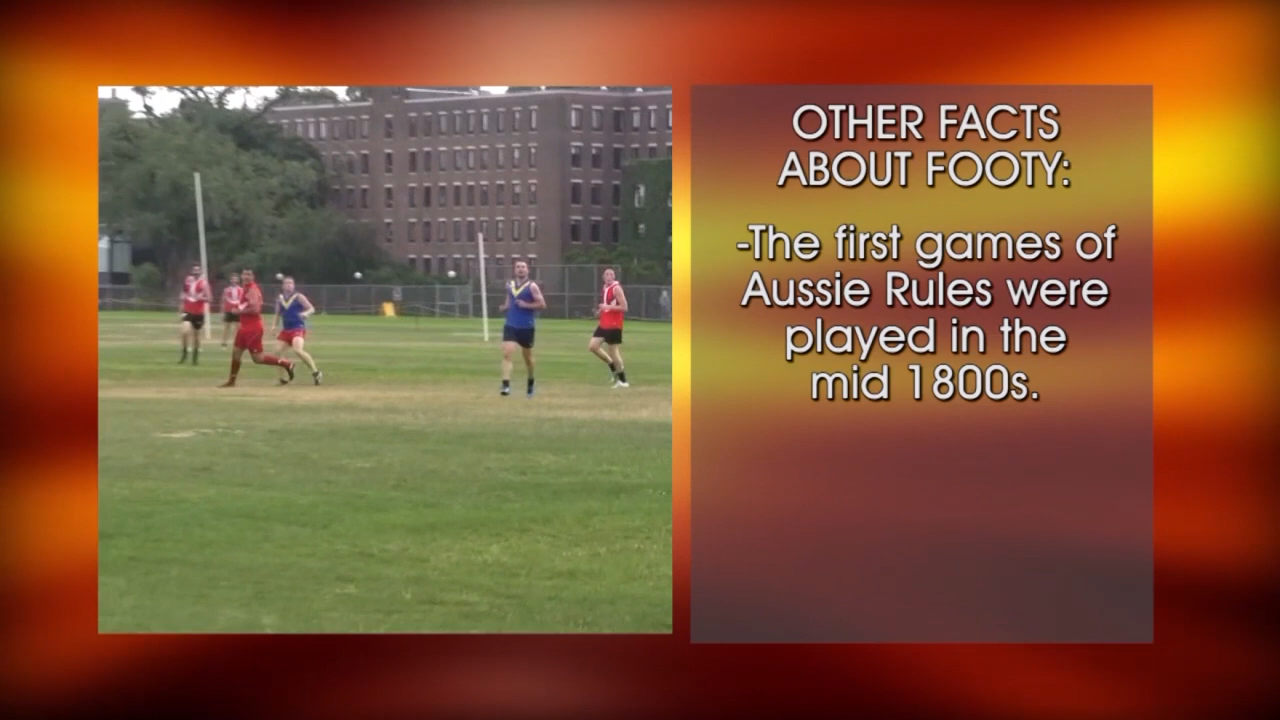 OTHER FACTS
ABOUT FOOTY:
-The first games of
Aussie Rules were
played in the
mid 1800s.